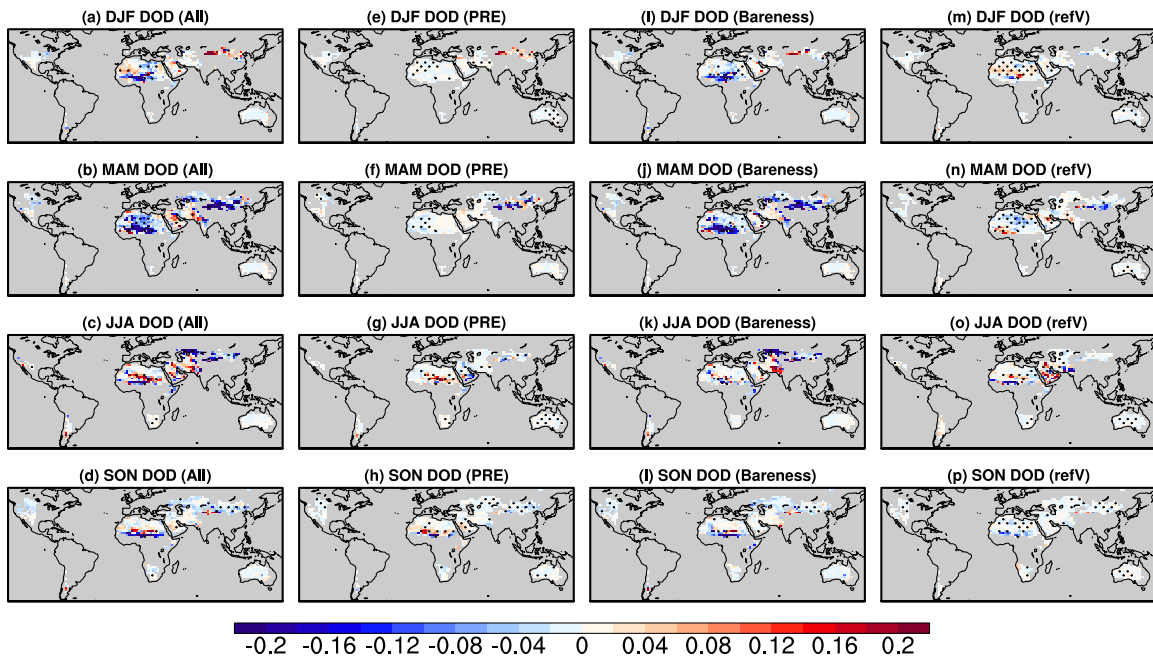 (a) DJF DOD (All)
(e) DJF DOD (PRE)
(I) DJF DOD (Bareness)
(m) DJF DOD (refV)
(b) MAM DOD (All)
(f) MAM DOD (PRE)
(j) MAM DOD (Bareness)
(n) MAM DOD (refV)
(c) JJA DOD (All)
(g) JJA DOD (PRE)
(k) JJA DOD (Bareness)
(o) JJA DOD (refV)
(d) SON DOD (All)
(h) SON DOD (PRE)
(l) SON DOD (Bareness)
(p) SON DOD (refV)
-0.2 -0.16 -0.12 -0.08 -0.04 0 0.04 0.08 0.12 0.16 0.2